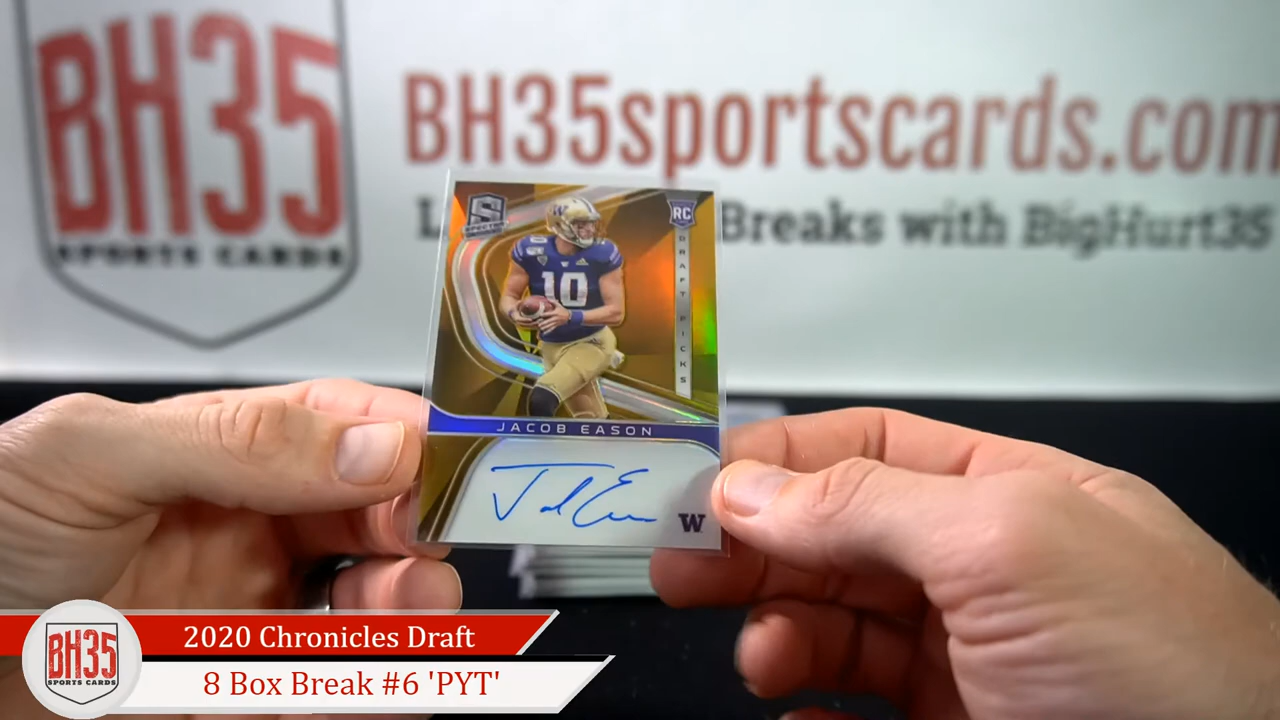 BH35
SPORTS CARDS
BH35sportscards.com
Breaks with BigHurt35
S
SPECTRA
RC
DRAFT PICKS
W
10
JACOB EASON
W
BH35
SPORTS CARDS
2020 Chronicles Draft
8 Box Break #6 'PYT'